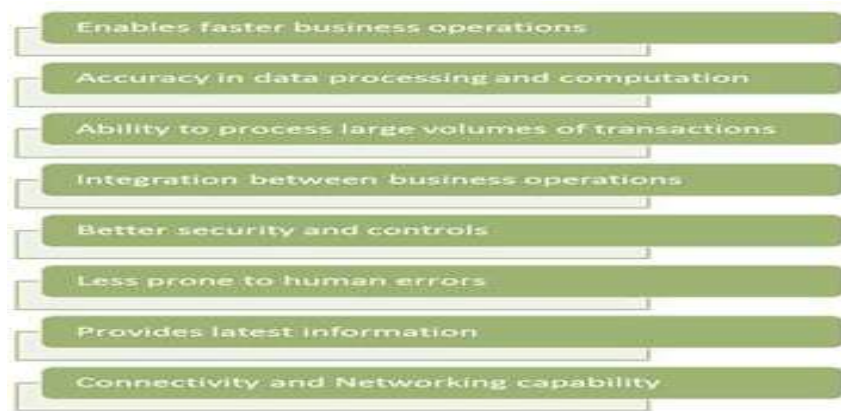 Enables faster business operations
Accuracy in data processing and computation
Ability to process large volumes of transactions
Integration between business operations
Better security and controls
Less prone to human errors
Provides latest information
Connectivity and Networking capability